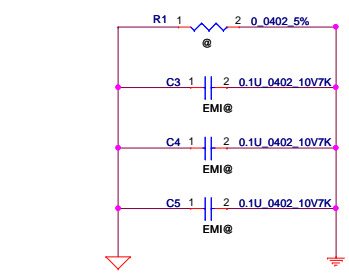 R1 1 2 0_0402_5%
@
C3 1 2 0.1U_0402_10V7K
EMI@
C4 1 2 0.1U_0402_10V7K
EMI@
C5 1 2 0.1U_0402_10V7K
EMI@